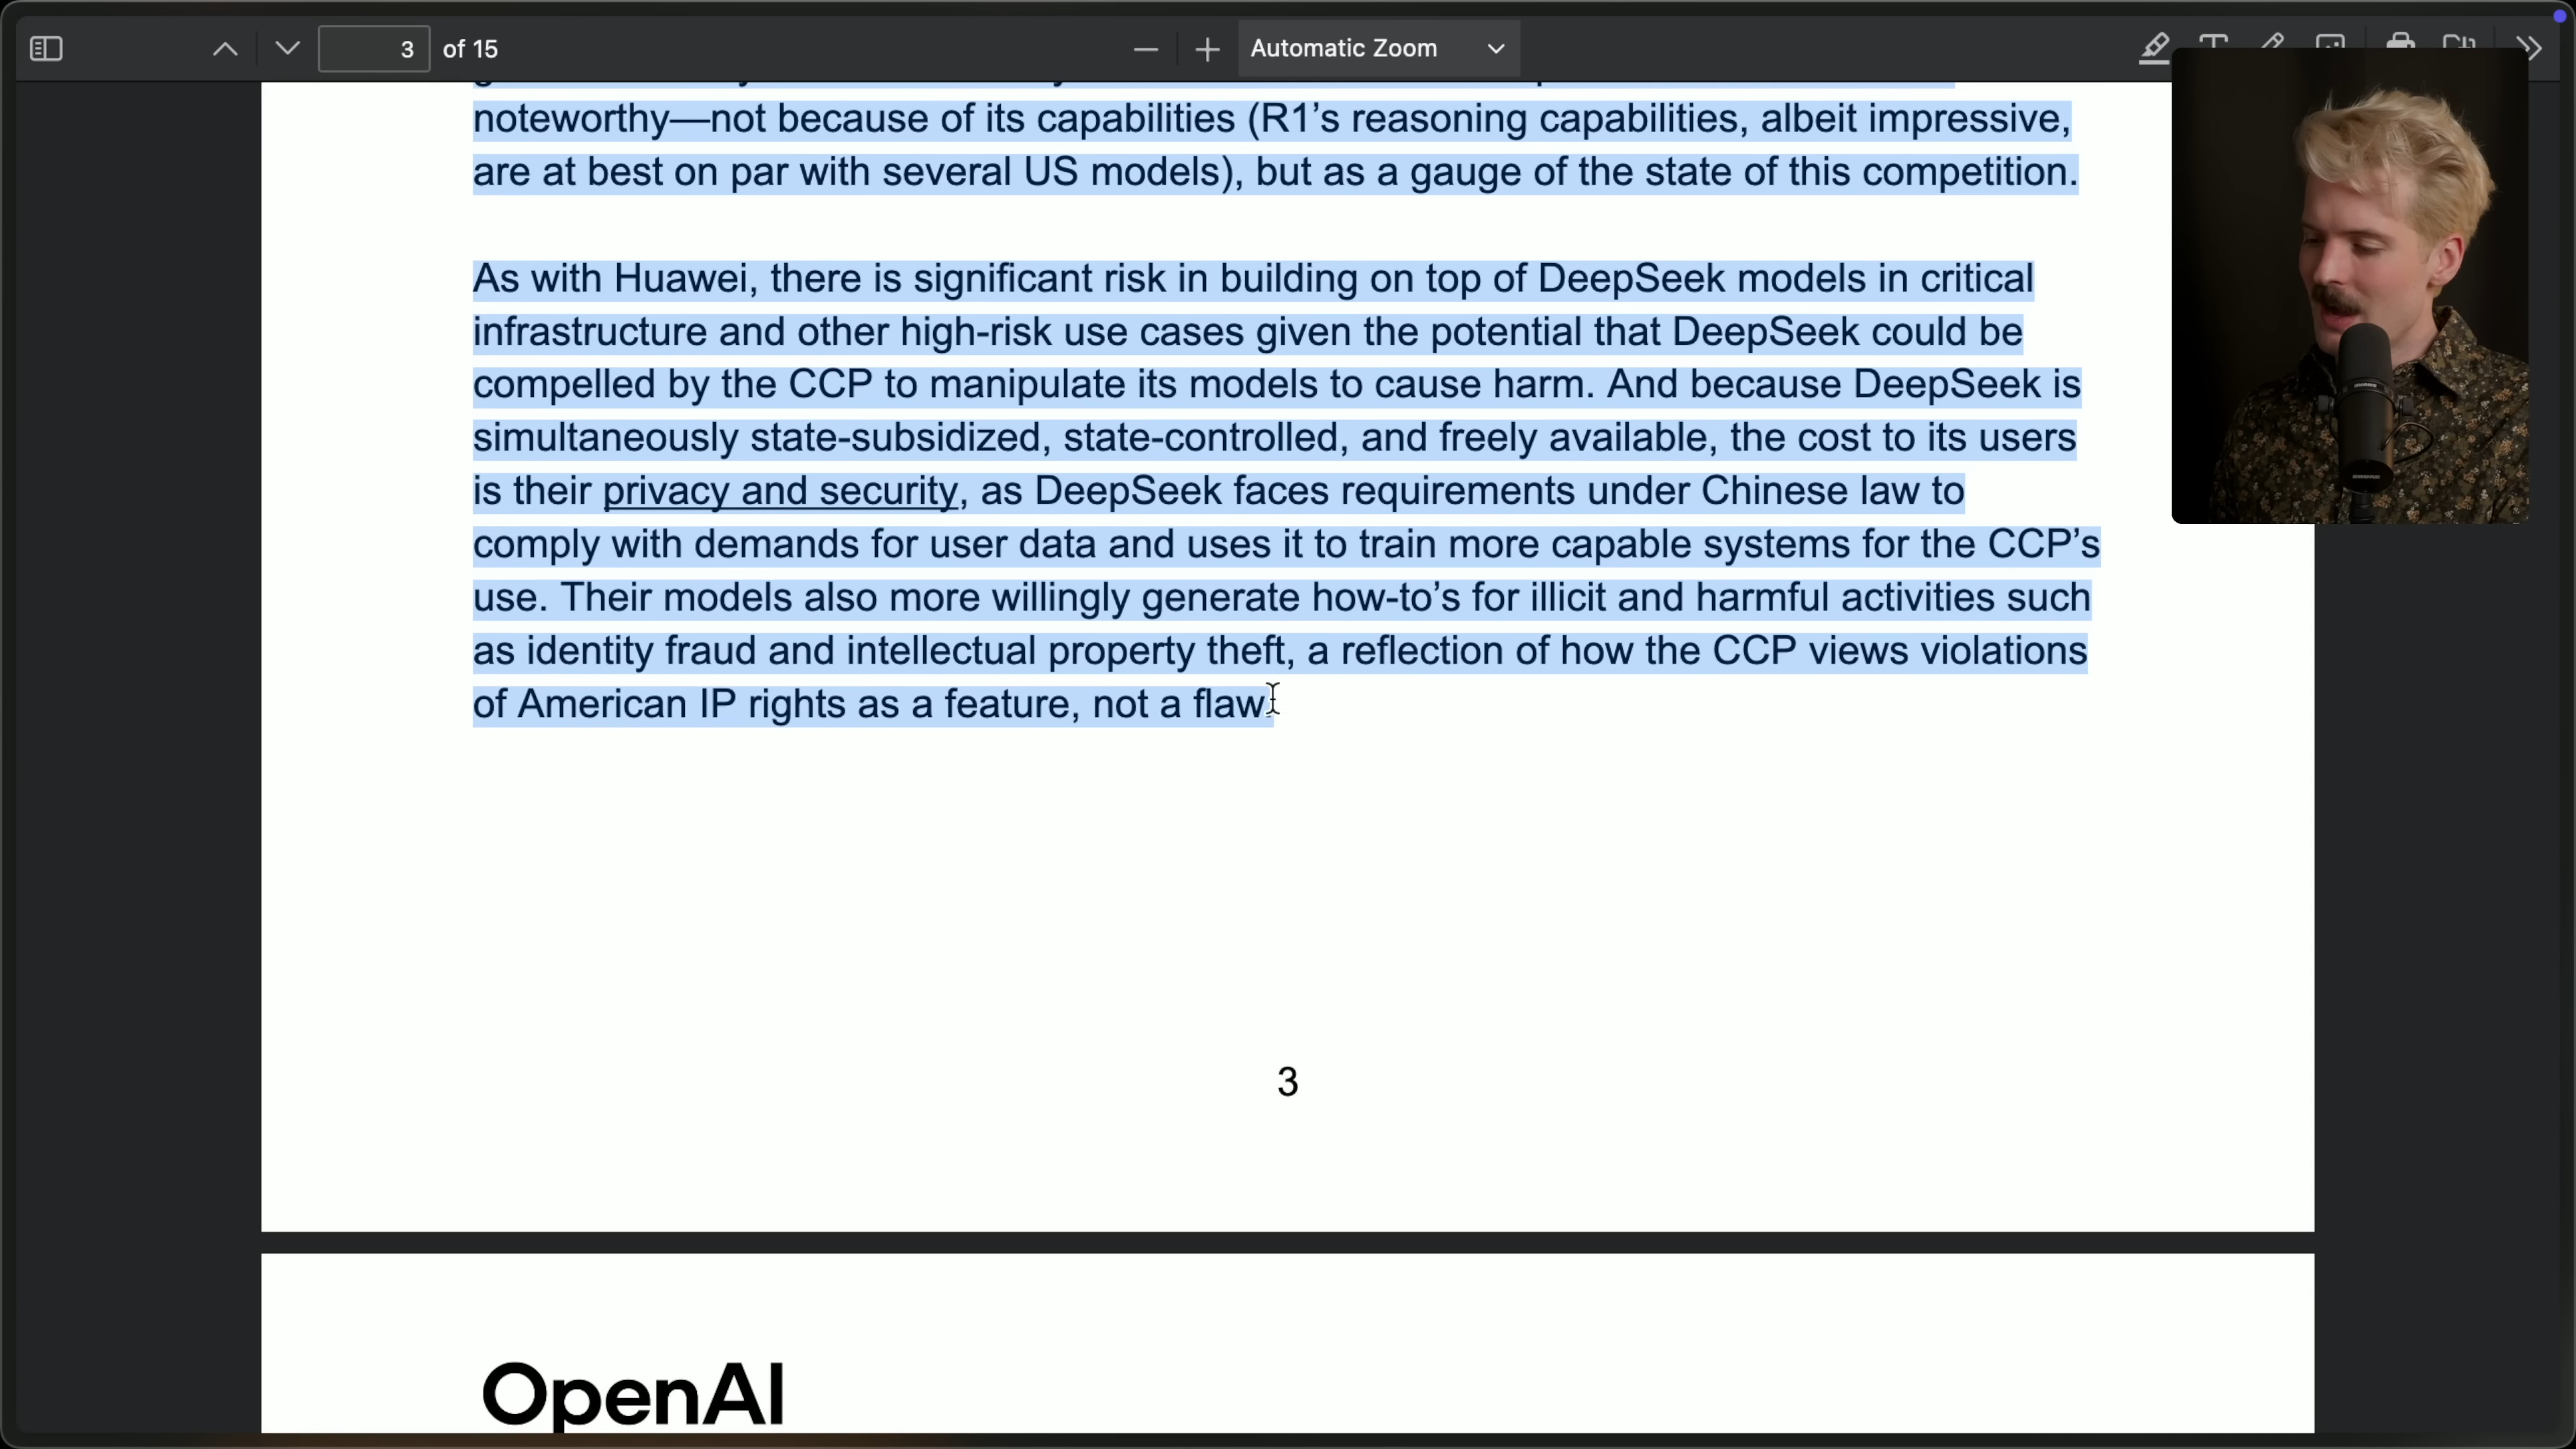 3 of 15
Automatic Zoom
noteworthy—not because of its capabilities (R1’s reasoning capabilities, albeit impressive,
are at best on par with several US models), but as a gauge of the state of this competition.
As with Huawei, there is significant risk in building on top of DeepSeek models in critical
infrastructure and other high-risk use cases given the potential that DeepSeek could be
compelled by the CCP to manipulate its models to cause harm. And because DeepSeek is
simultaneously state-subsidized, state-controlled, and freely available, the cost to its users
is their privacy and security, as DeepSeek faces requirements under Chinese law to
comply with demands for user data and uses it to train more capable systems for the CCP’s
use. Their models also more willingly generate how-to’s for illicit and harmful activities such
as identity fraud and intellectual property theft, a reflection of how the CCP views violations
of American IP rights as a feature, not a flaw.
3
OpenAI